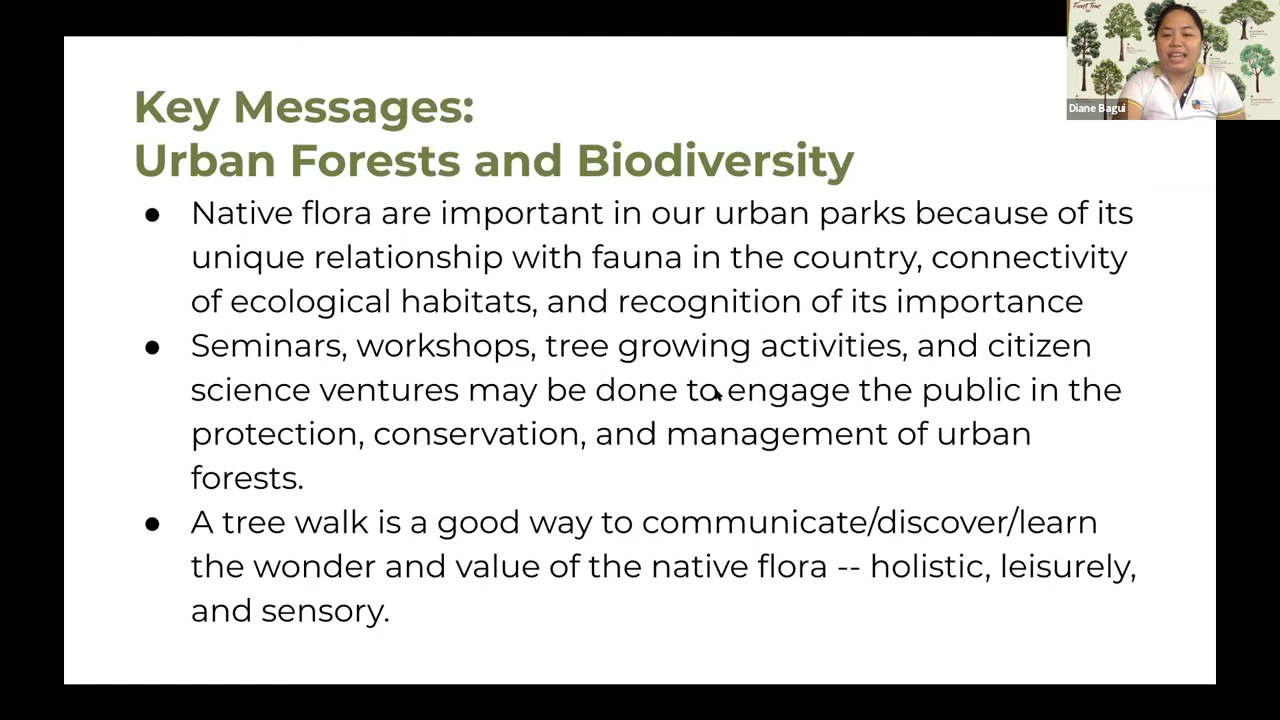 Key Messages:
Urban Forests and Biodiversity
● Native flora are important in our urban parks because of its
unique relationship with fauna in the country, connectivity
of ecological habitats, and recognition of its importance
● Seminars, workshops, tree growing activities, and citizen
science ventures may be done to engage the public in the
protection, conservation, and management of urban
forests.
● A tree walk is a good way to communicate/discover/learn
the wonder and value of the native flora -- holistic, leisurely,
and sensory.
Diane Bagui